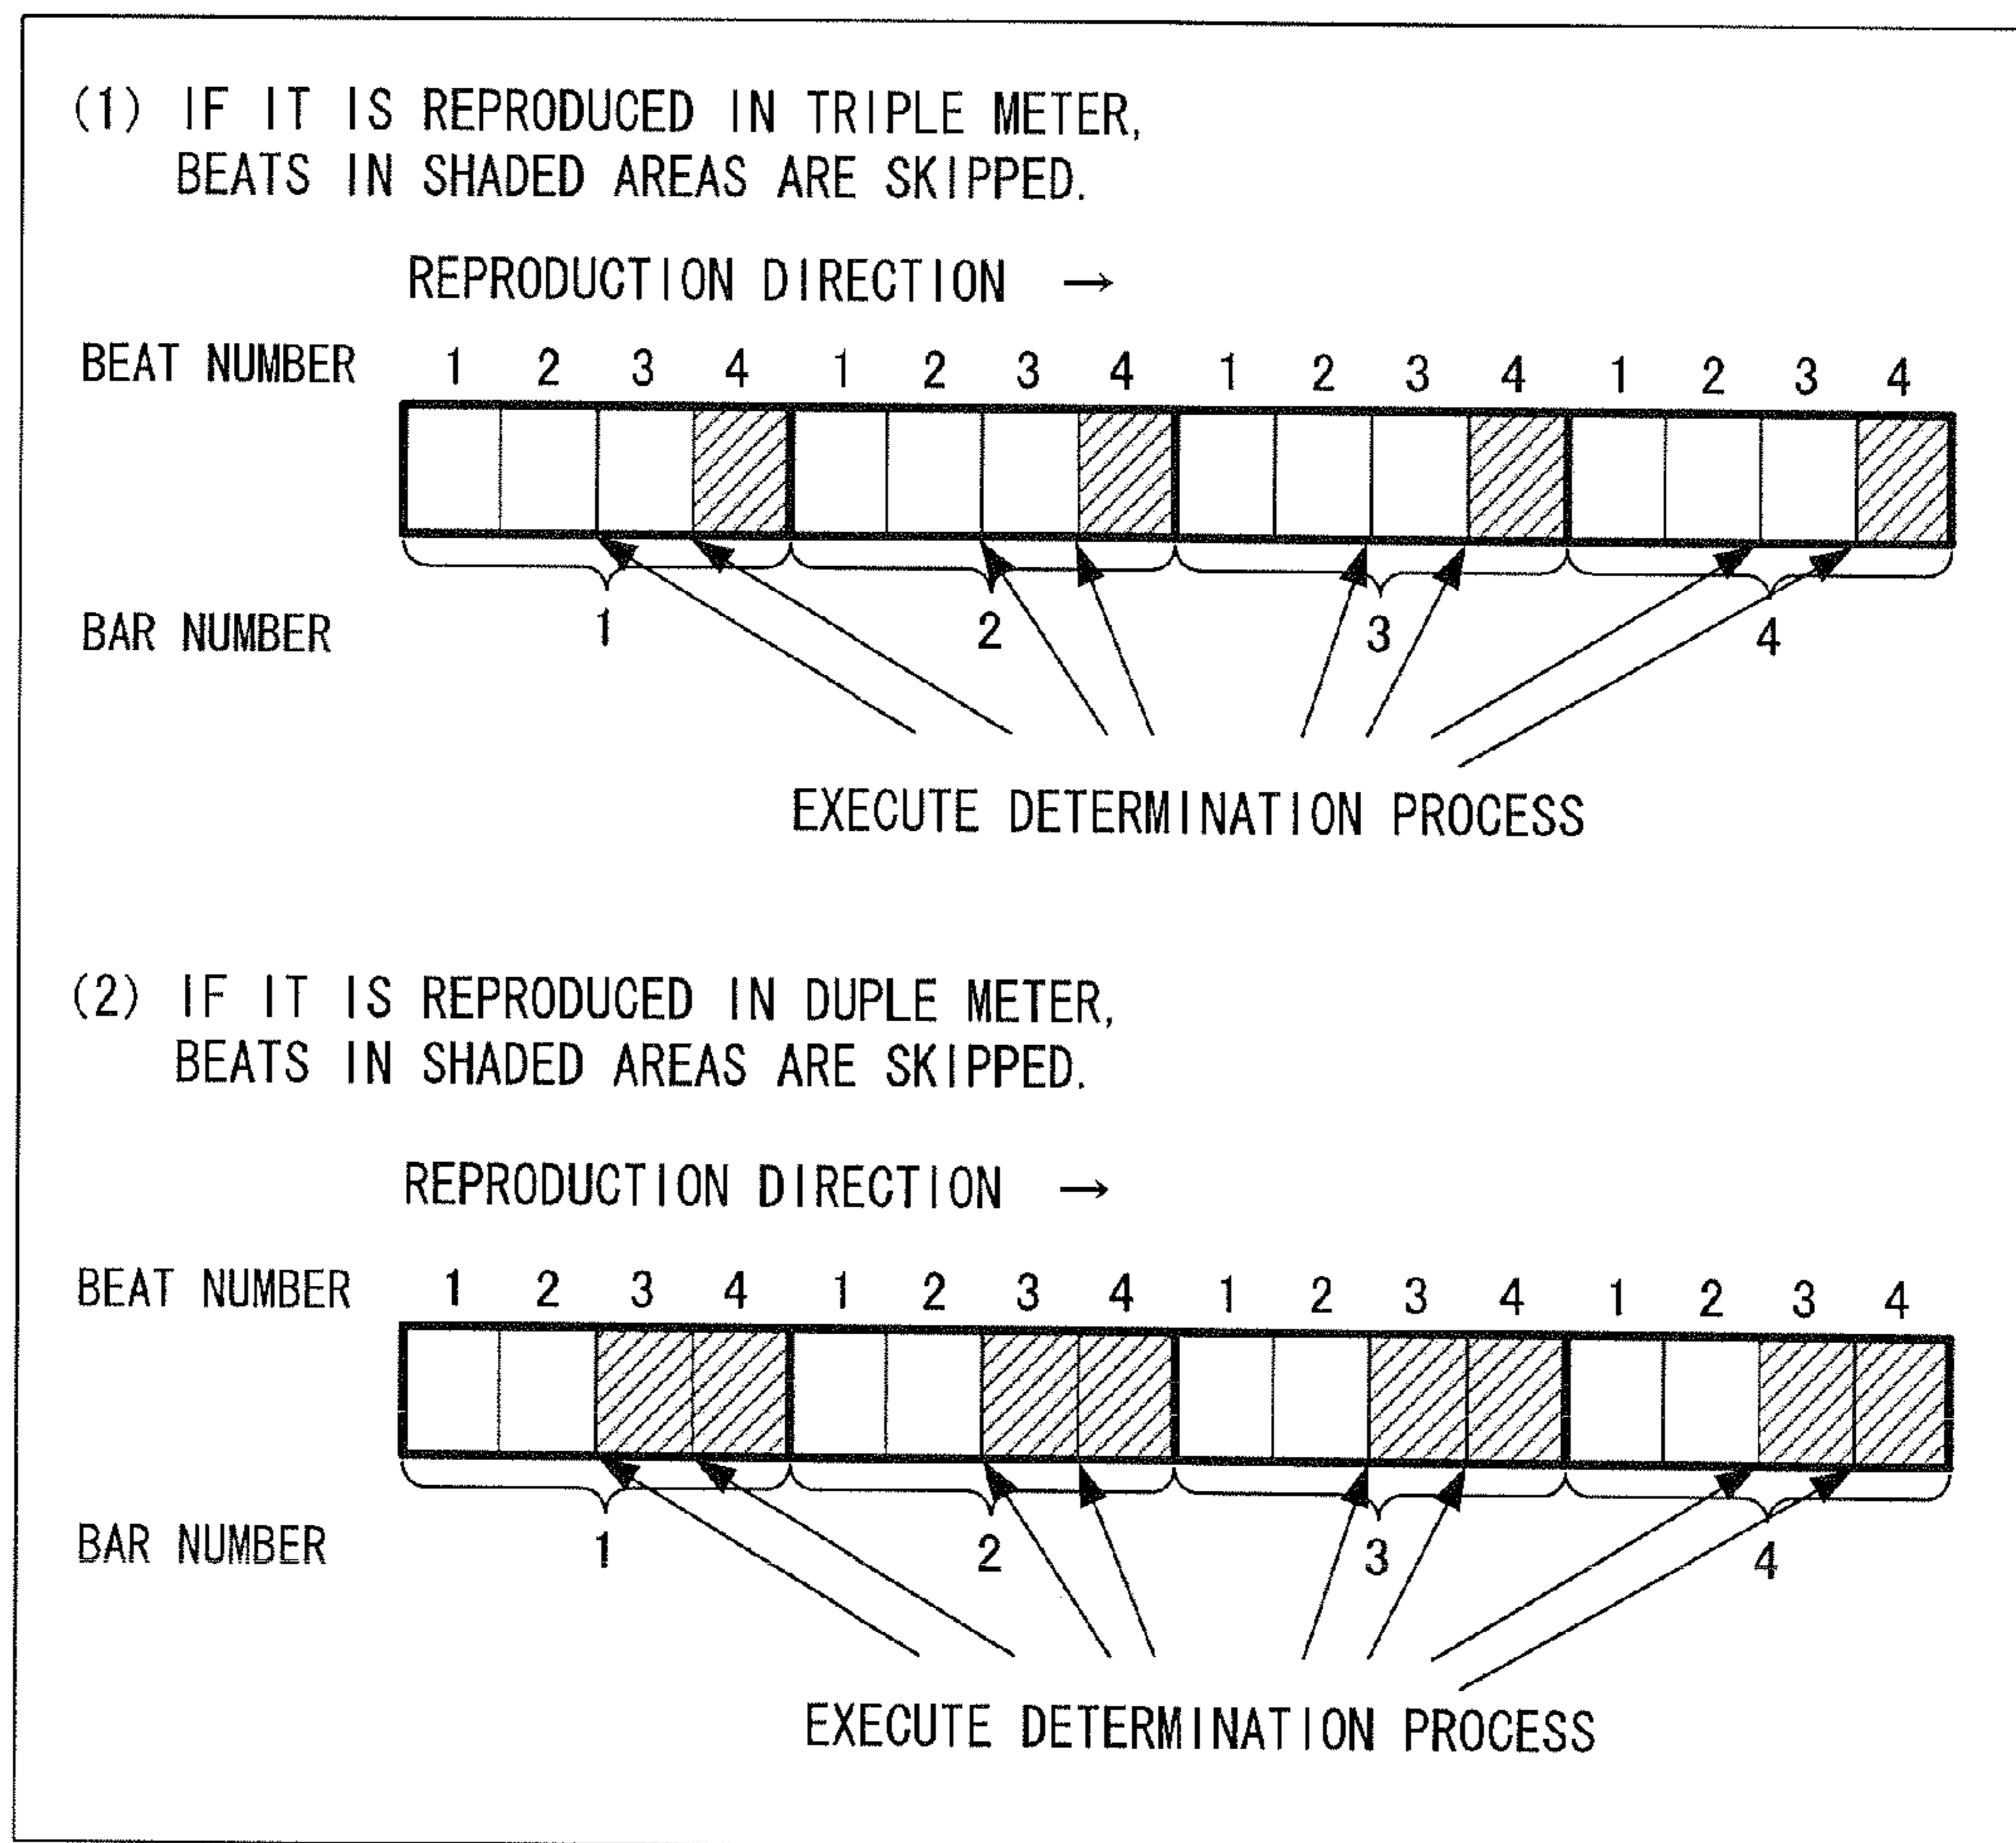 (1) IF IT IS REPRODUCED IN TRIPLE METER,
BEATS IN SHADED AREAS ARE SKIPPED.
REPRODUCTION DIRECTION →
BEAT NUMBER 1 2 3 4 1 2 3 4 1 2 3 4 1 2 3 4
BAR NUMBER 1 2 3 4
EXECUTE DETERMINATION PROCESS
(2) IF IT IS REPRODUCED IN DUPLE METER,
BEATS IN SHADED AREAS ARE SKIPPED.
REPRODUCTION DIRECTION →
BEAT NUMBER 1 2 3 4 1 2 3 4 1 2 3 4 1 2 3 4
BAR NUMBER 1 2 3 4
EXECUTE DETERMINATION PROCESS